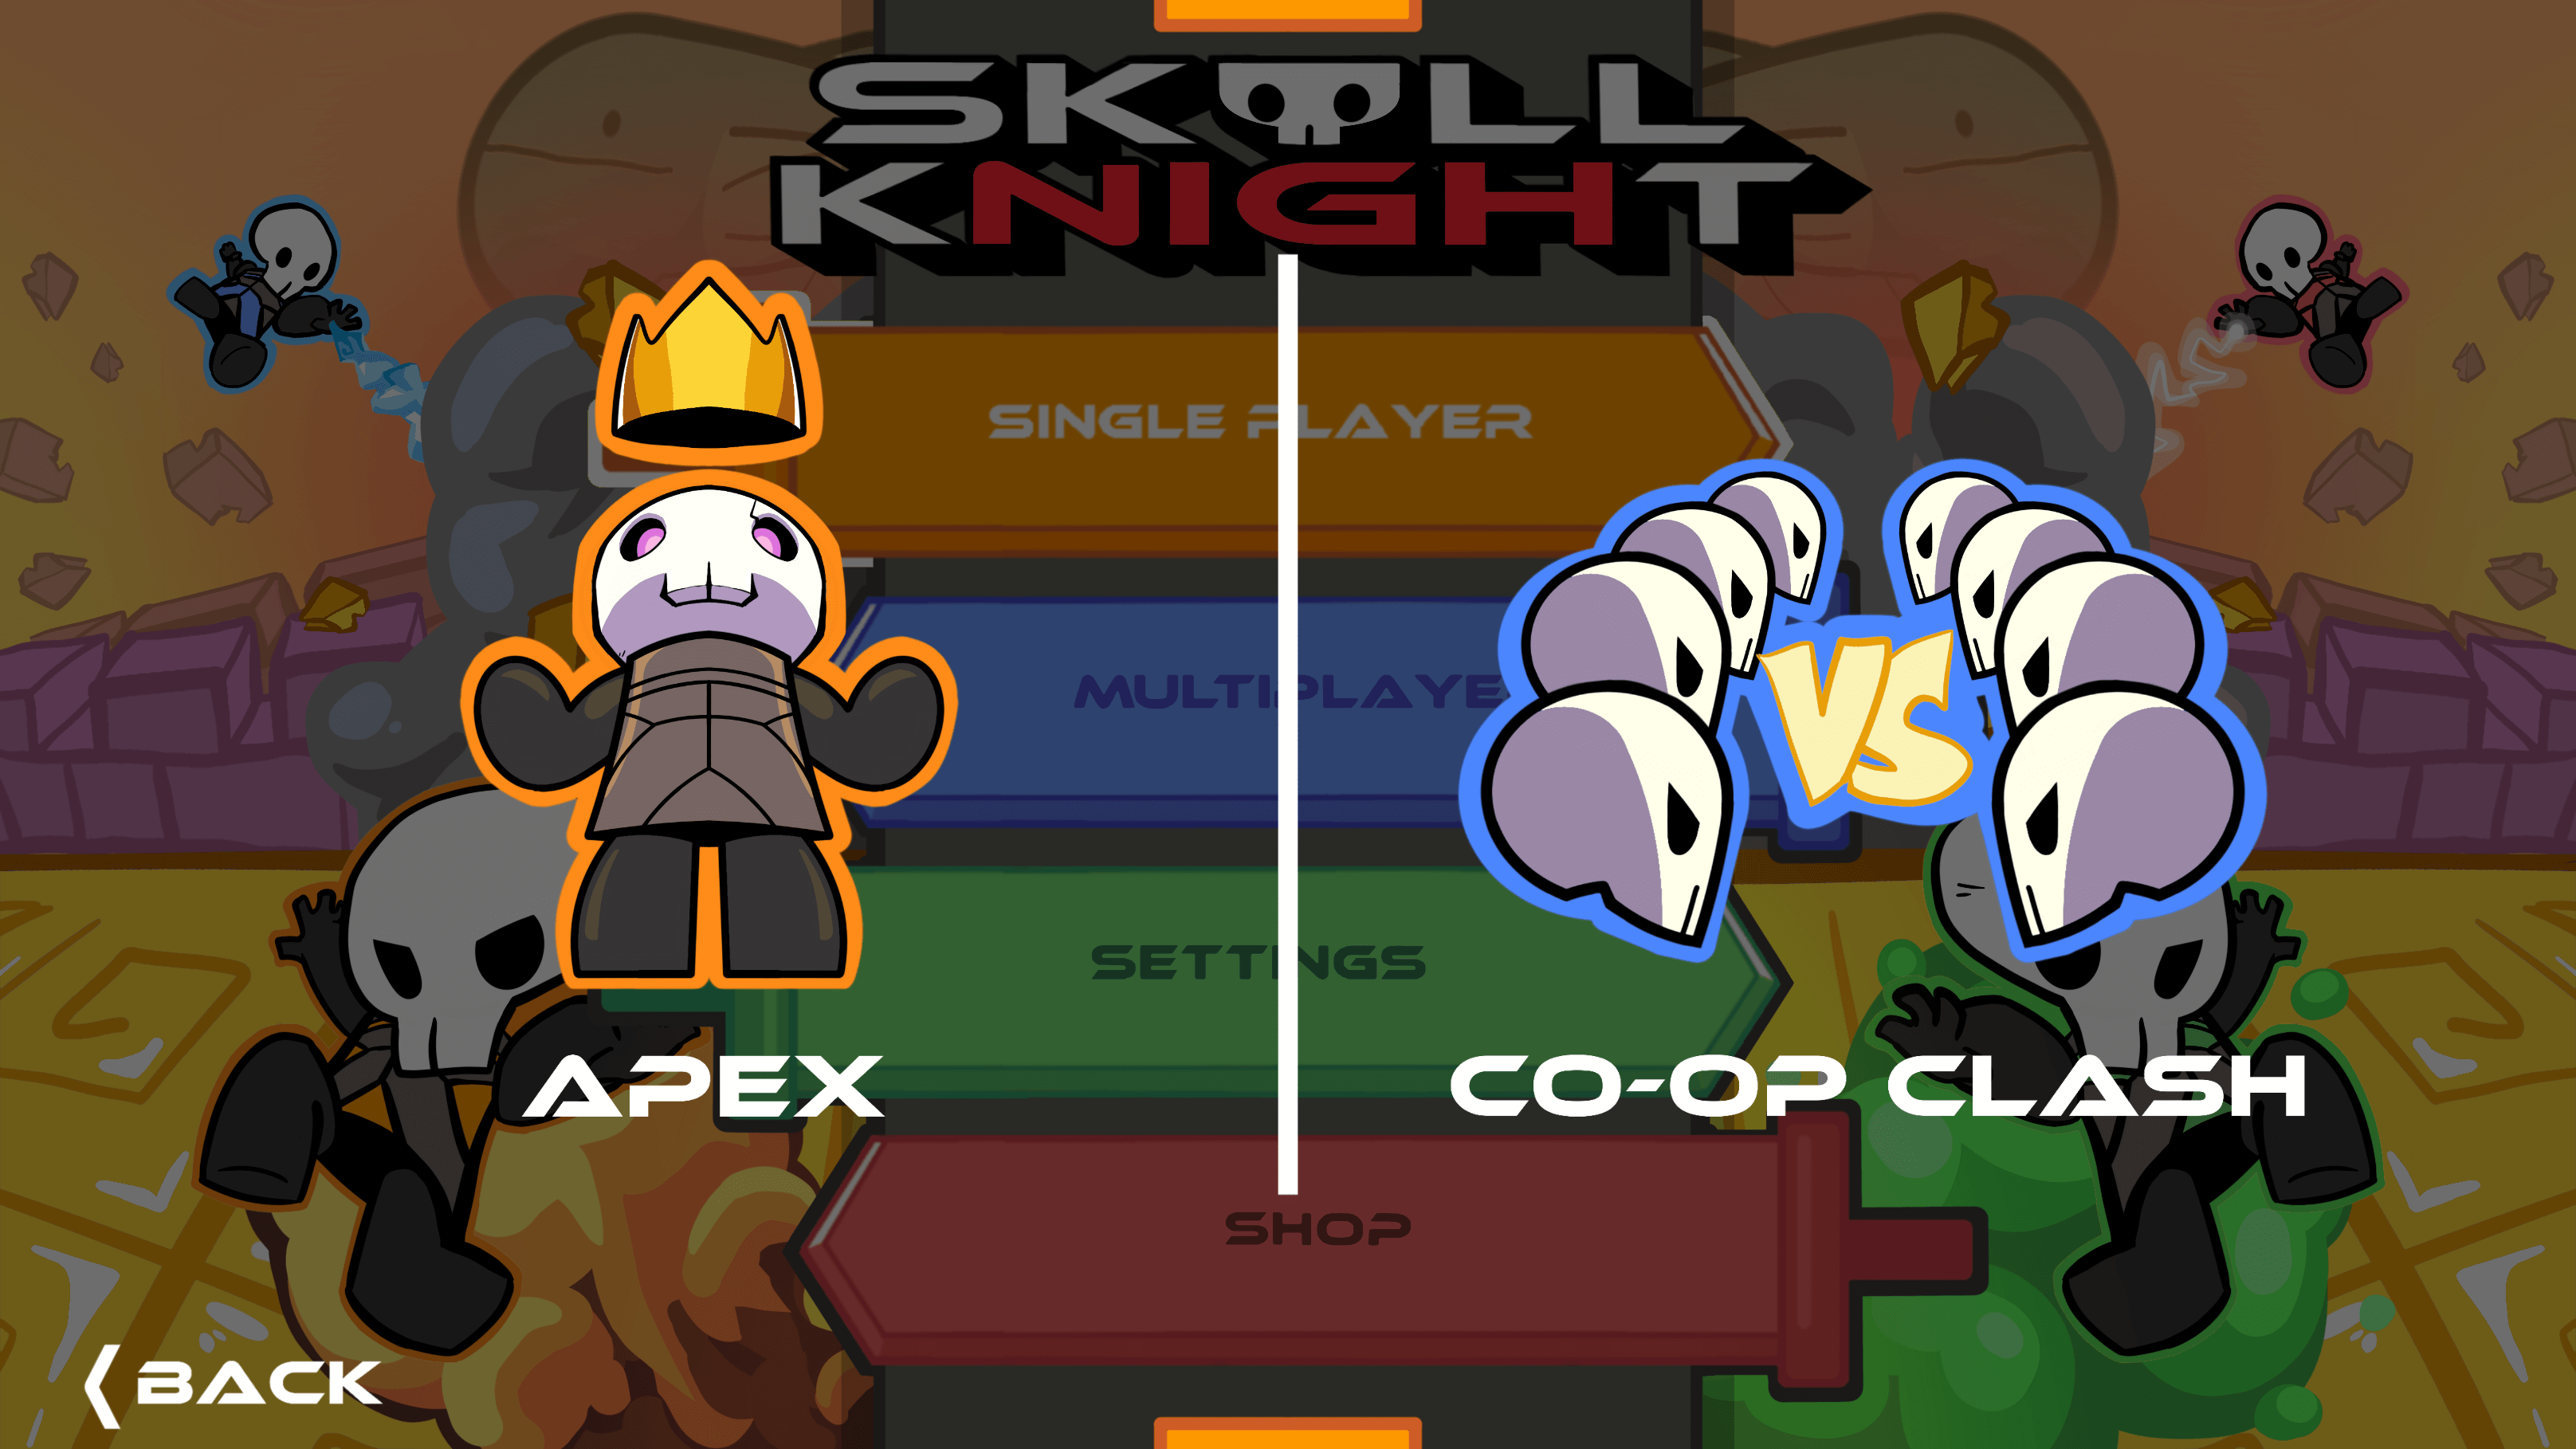 SKULL
KNIGHT
SINGLE PLAYER
MULTIPLAYE
VS
SETTINGS
APEX
CO-OP CLASH
SHOP
BACK